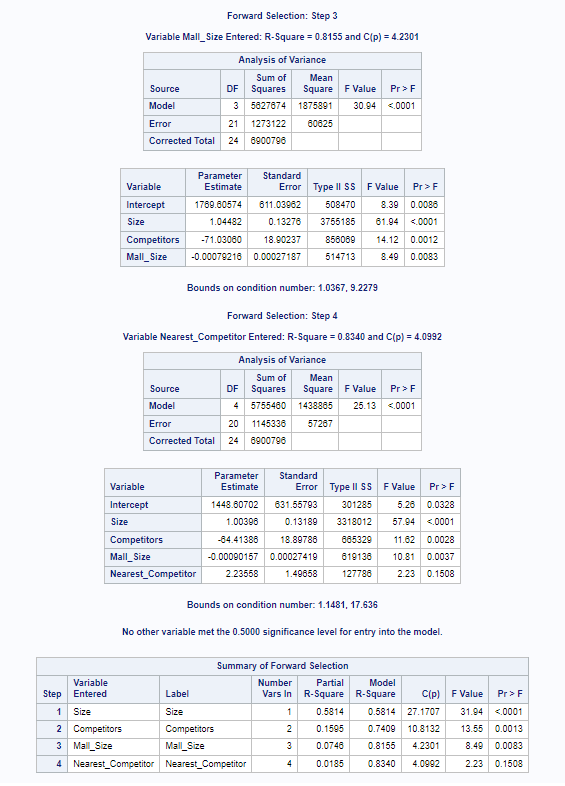 Forward Selection: Step 3
Variable Mall_Size Entered: R-Square = 0.8155 and C(p) = 4.2301
Analysis of Variance
Source DF Sum of Squares Mean Square F Value Pr > F
Model 3 5627674 1875891 30.94 <.0001
Error 21 1273122 60625
Corrected Total 24 6900796
Variable Parameter Estimate Standard Error Type II SS F Value Pr > F
Intercept 1769.60574 611.03962 508470 8.39 0.0086
Size 1.04482 0.13276 3755185 61.94 <.0001
Competitors -71.03060 18.90237 856069 14.12 0.0012
Mall_Size -0.00079216 0.00027187 514713 8.49 0.0083
Bounds on condition number: 1.0367, 9.2279
Forward Selection: Step 4
Variable Nearest_Competitor Entered: R-Square = 0.8340 and C(p) = 4.0992
Analysis of Variance
Source DF Sum of Squares Mean Square F Value Pr > F
Model 4 5755460 1438865 25.13 <.0001
Error 20 1145336 57267
Corrected Total 24 6900796
Variable Parameter Estimate Standard Error Type II SS F Value Pr > F
Intercept 1448.60702 631.55793 301285 5.26 0.0328
Size 1.00396 0.13189 3318012 57.94 <.0001
Competitors -64.41386 18.89786 665329 11.62 0.0028
Mall_Size -0.00090157 0.00027419 619136 10.81 0.0037
Nearest_Competitor 2.23558 1.49658 127786 2.23 0.1508
Bounds on condition number: 1.1481, 17.636
No other variable met the 0.5000 significance level for entry into the model.
Summary of Forward Selection
Step Variable Entered Label Number Vars In Partial R-Square Model R-Square C(p) F Value Pr > F
1 Size Size 1 0.5814 0.5814 27.1707 31.94 <.0001
2 Competitors Competitors 2 0.1595 0.7409 10.8132 13.55 0.0013
3 Mall_Size Mall_Size 3 0.0746 0.8155 4.2301 8.49 0.0083
4 Nearest_Competitor Nearest_Competitor 4 0.0185 0.8340 4.0992 2.23 0.1508